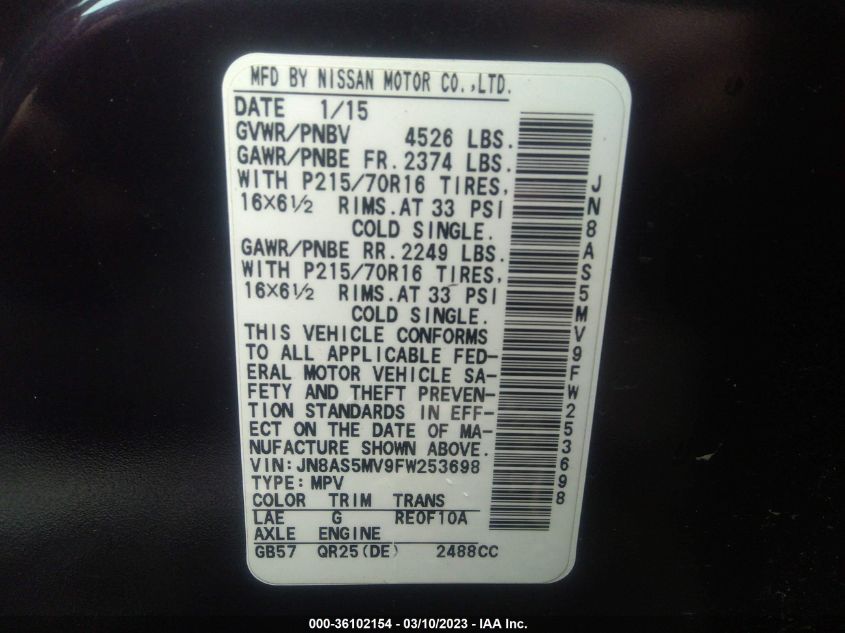 MFD BY NISSAN MOTOR CO.,LTD.
DATE 1/15
GVWR/PNBV 4526 LBS.
GAWR/PNBE FR. 2374 LBS.
WITH P215/70R16 TIRES,
16×6½ RIMS. AT 33 PSI
COLD SINGLE.
GAWR/PNBE RR. 2249 LBS.
WITH P215/70R16 TIRES,
16×6½ RIMS. AT 33 PSI
COLD SINGLE.
THIS VEHICLE CONFORMS
TO ALL APPLICABLE FED-
ERAL MOTOR VEHICLE SA-
FETY AND THEFT PREVEN-
TION STANDARDS IN EFF-
ECT ON THE DATE OF MA-
NUFACTURE SHOWN ABOVE.
VIN: JN8AS5MV9FW253698
TYPE: MPV
COLOR TRIM TRANS
LAE G RE0F10A
AXLE ENGINE
GB57 QR25(DE) 2488CC
JN8AS5MV9FW253698
000-36102154 - 03/10/2023 - IAA Inc.